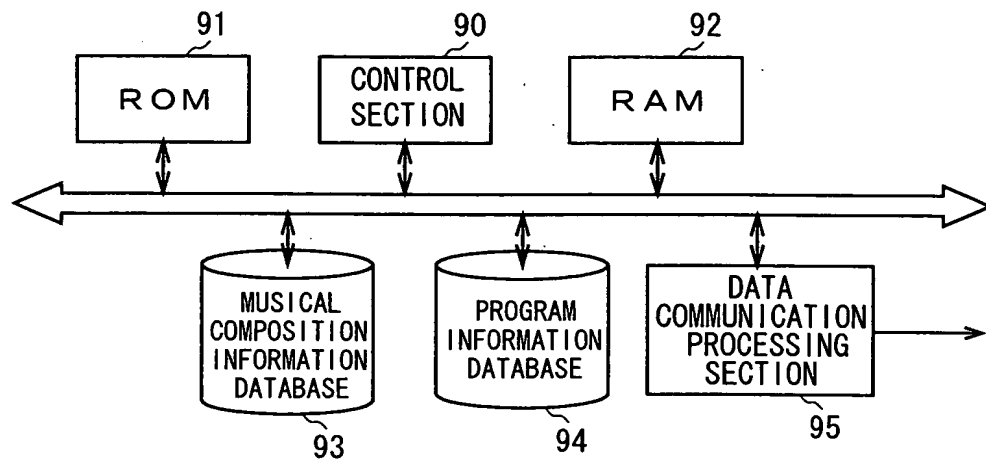 91
90
92
ROM
CONTROL
SECTION
RAM
MUSICAL
COMPOSITION
INFORMATION
DATABASE
PROGRAM
INFORMATION
DATABASE
DATA
COMMUNICATION
PROCESSING
SECTION
93
94
95